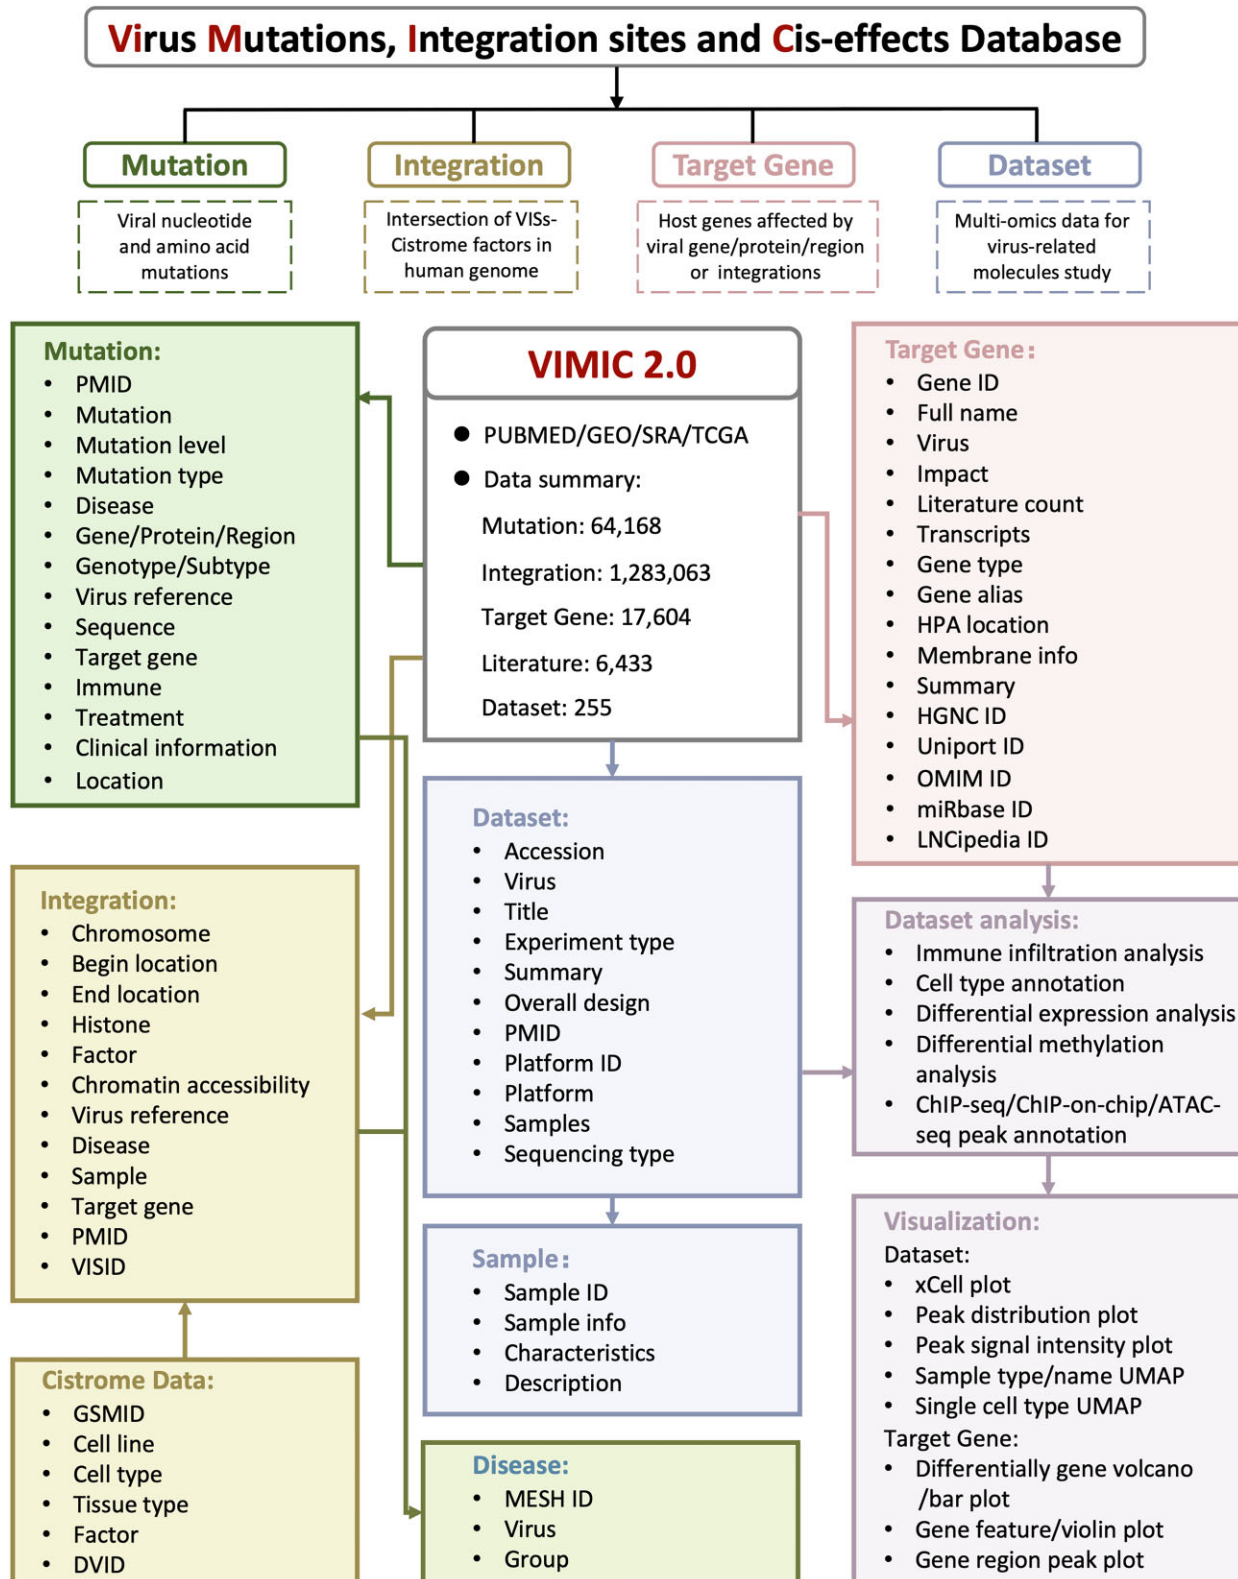 Virus Mutations, Integration sites and Cis-effects Database
Mutation
Viral nucleotide
and amino acid
mutations
Integration
Intersection of VISs-
Cistrome factors in
human genome
Target Gene
Host genes affected by
viral gene/protein/region
or integrations
Dataset
Multi-omics data for
virus-related
molecules study
Mutation:
• PMID
• Mutation
• Mutation level
• Mutation type
• Disease
• Gene/Protein/Region
• Genotype/Subtype
• Virus reference
• Sequence
• Target gene
• Immune
• Treatment
• Clinical information
• Location
Integration:
• Chromosome
• Begin location
• End location
• Histone
• Factor
• Chromatin accessibility
• Virus reference
• Disease
• Sample
• Target gene
• PMID
• VISID
Cistrome Data:
• GSMID
• Cell line
• Cell type
• Tissue type
• Factor
• DVID
VIMIC 2.0
● PUBMED/GEO/SRA/TCGA
● Data summary:
Mutation: 64,168
Integration: 1,283,063
Target Gene: 17,604
Literature: 6,433
Dataset: 255
Dataset:
• Accession
• Virus
• Title
• Experiment type
• Summary
• Overall design
• PMID
• Platform ID
• Platform
• Samples
• Sequencing type
Sample:
• Sample ID
• Sample info
• Characteristics
• Description
Disease:
• MESH ID
• Virus
• Group
Target Gene:
• Gene ID
• Full name
• Virus
• Impact
• Literature count
• Transcripts
• Gene type
• Gene alias
• HPA location
• Membrane info
• Summary
• HGNC ID
• Uniport ID
• OMIM ID
• miRbase ID
• LNCipedia ID
Dataset analysis:
• Immune infiltration analysis
• Cell type annotation
• Differential expression analysis
• Differential methylation
analysis
• ChIP-seq/ChIP-on-chip/ATAC-
seq peak annotation
Visualization:
Dataset:
• xCell plot
• Peak distribution plot
• Peak signal intensity plot
• Sample type/name UMAP
• Single cell type UMAP
Target Gene:
• Differentially gene volcano
/bar plot
• Gene feature/violin plot
• Gene region peak plot